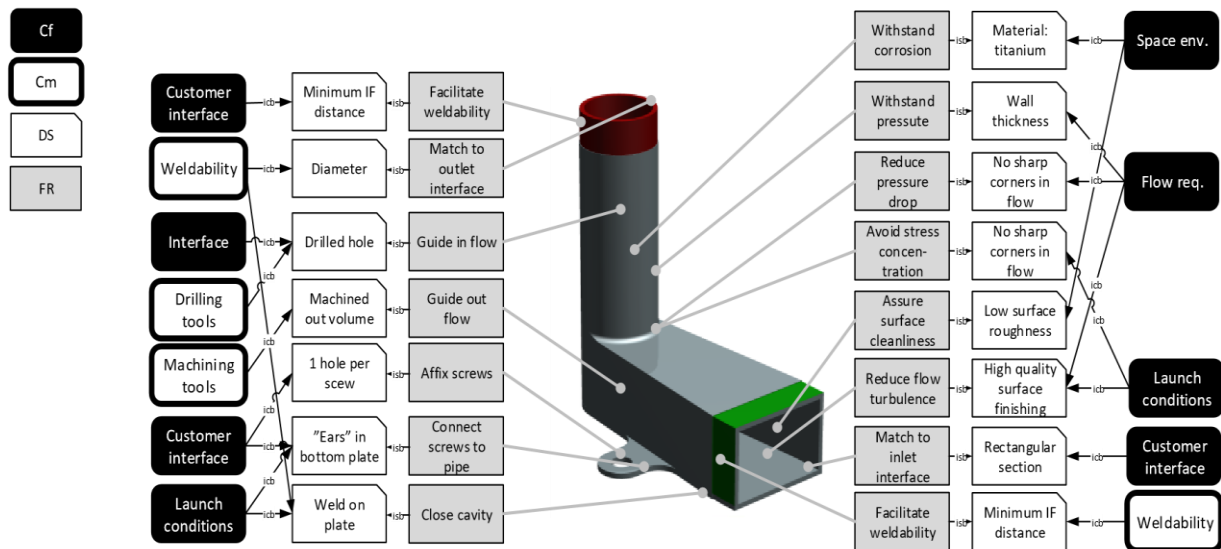 Cf
Cm
DS
FR
Customer
interface
icb
Minimum IF
distance
isb
Facilitate
weldability
Weldability
icb
Diameter
isb
Match to
outlet
interface
Interface
icb
Drilled hole
isb
Guide in flow
Drilling
tools
icb
Machined
out volume
isb
Guide out
flow
Machining
tools
icb
1 hole per
scew
isb
Affix screws
Customer
interface
icb
"Ears" in
bottom plate
isb
Connect
screws to
pipe
Launch
conditions
icb
icb
Weld on
plate
isb
Close cavity
Withstand
corrosion
isb
Material:
titanium
icb
Space env.
Withstand
pressute
isb
Wall
thickness
icb
Reduce
pressure
drop
isb
No sharp
corners in
flow
icb
Flow req.
Avoid stress
concen-
tration
isb
No sharp
corners in
flow
icb
Assure
surface
cleanliness
isb
Low surface
roughness
icb
Reduce flow
turbulence
isb
High quality
surface
finishing
icb
Launch
conditions
Match to
inlet
interface
isb
Rectangular
section
icb
Customer
interface
Facilitate
weldability
isb
Minimum IF
distance
icb
Weldability